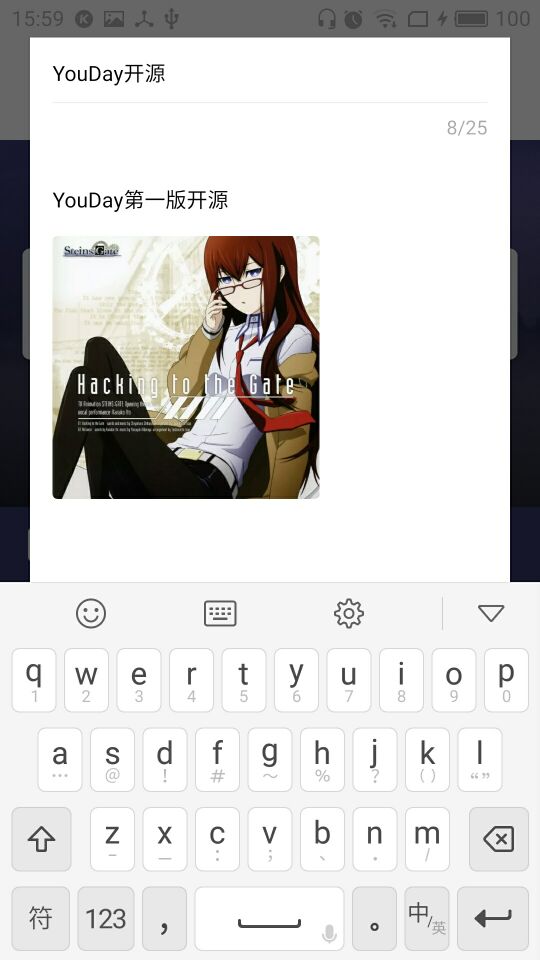 15:59
100
YouDay开源
8/25
YouDay第一版开源
Steins;Gate
Hacking to the Gate
q w e r t y u i o p
1 2 3 4 5 6 7 8 9 0
a s d f g h j k l
… @ ! # ～ % ? ( ) “ ”
z x c v b n m
- _ : ; 、 . /
符 123 , 。 中/英